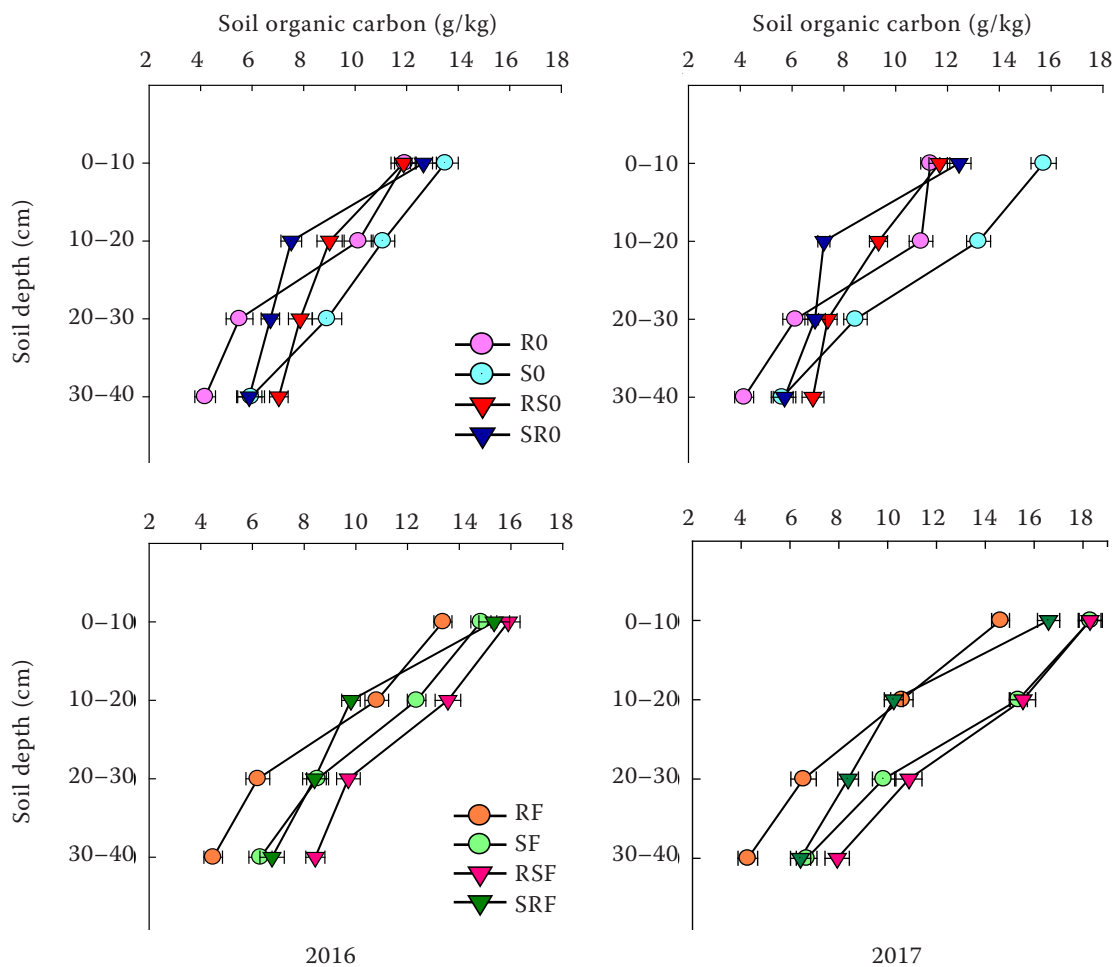 Soil organic carbon (g/kg)
2 4 6 8 10 12 14 16 18
Soil depth (cm)
0–10
10–20
20–30
30–40
R0
S0
RS0
SR0
Soil organic carbon (g/kg)
2 4 6 8 10 12 14 16 18
0–10
10–20
20–30
30–40
2 4 6 8 10 12 14 16 18
Soil depth (cm)
0–10
10–20
20–30
30–40
RF
SF
RSF
SRF
2016
2 4 6 8 10 12 14 16 18
0–10
10–20
20–30
30–40
2017